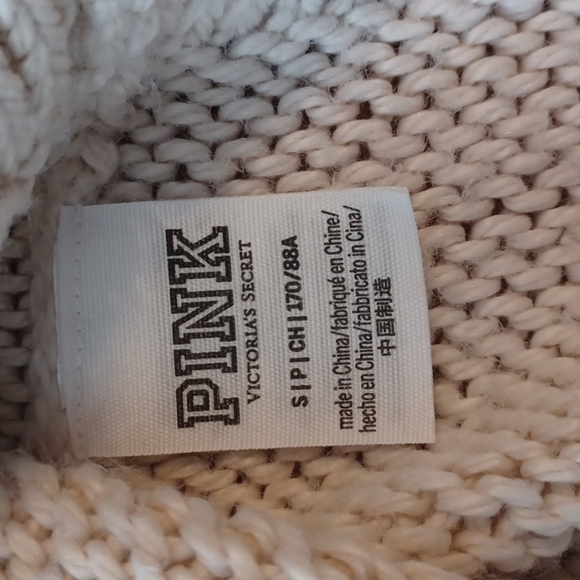 PINK
VICTORIA'S SECRET
S|P|CH|170/88A
made in China/fabriqué en Chine/
hecho en China/fabbricato in Cina/
中国制造